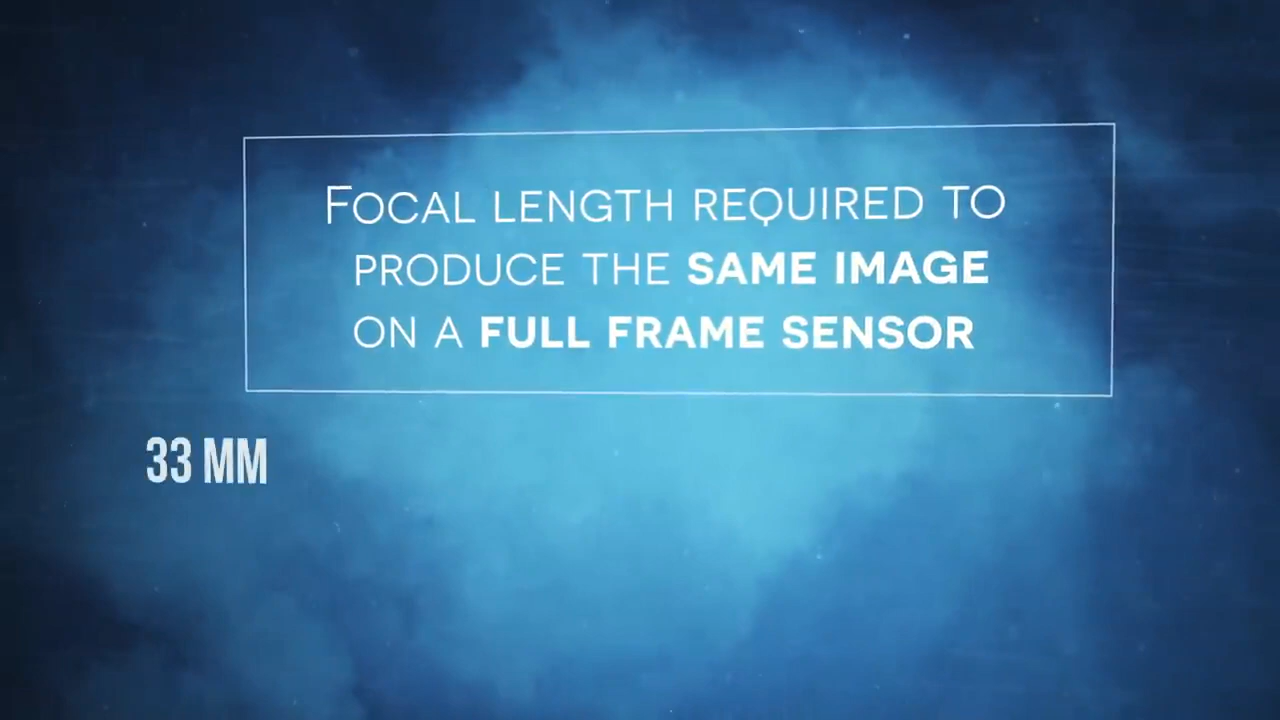 FOCAL LENGTH REQUIRED TO
PRODUCE THE SAME IMAGE
ON A FULL FRAME SENSOR
33 MM